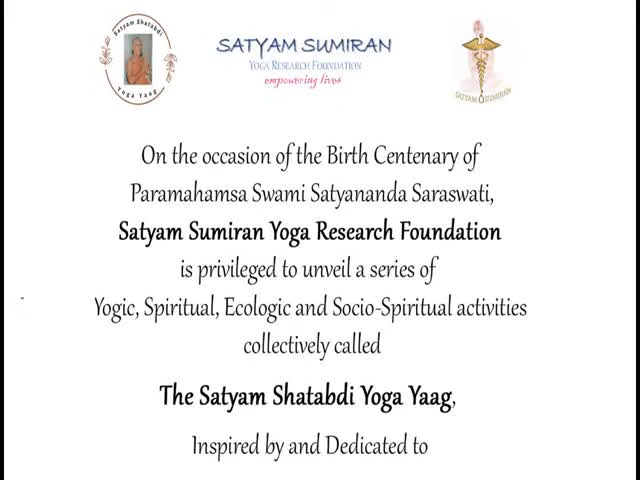 Satyam Shatabdi
Yoga Yaag
SATYAM SUMIRAN
YOGA RESEARCH FOUNDATION
empowering lives
SATYAM SUMIRAN
On the occasion of the Birth Centenary of
Paramahamsa Swami Satyananda Saraswati,
Satyam Sumiran Yoga Research Foundation
is privileged to unveil a series of
Yogic, Spiritual, Ecologic and Socio-Spiritual activities
collectively called
The Satyam Shatabdi Yoga Yaag,
Inspired by and Dedicated to